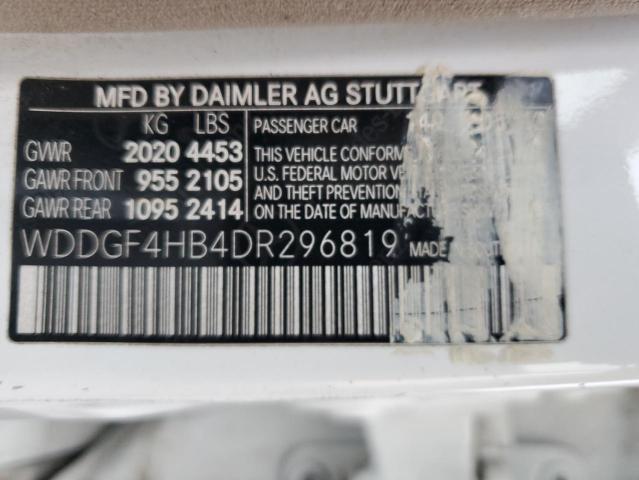 MFD BY DAIMLER AG STUTTGART
KG LBS PASSENGER CAR
GVWR 2020 4453 THIS VEHICLE CONFORM
GAWR FRONT 955 2105 U.S. FEDERAL MOTOR
GAWR REAR 1095 2414 AND THEFT PREVENTION
ON THE DATE OF MANUFA
WDDGF4HB4DR296819 MADE